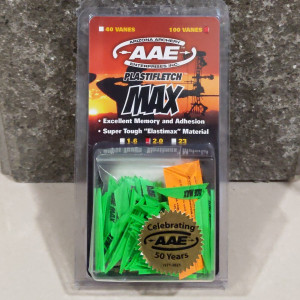 40 VANES 100 VANES
ARIZONA ARCHERY
AAE
ENTERPRISES, INC.
PLASTIFLETCH
MAX
• Excellent Memory and Adhesion
• Super Tough "Elastimax" Material
1.6 2.0 23
Celebrating
AAE
50 Years